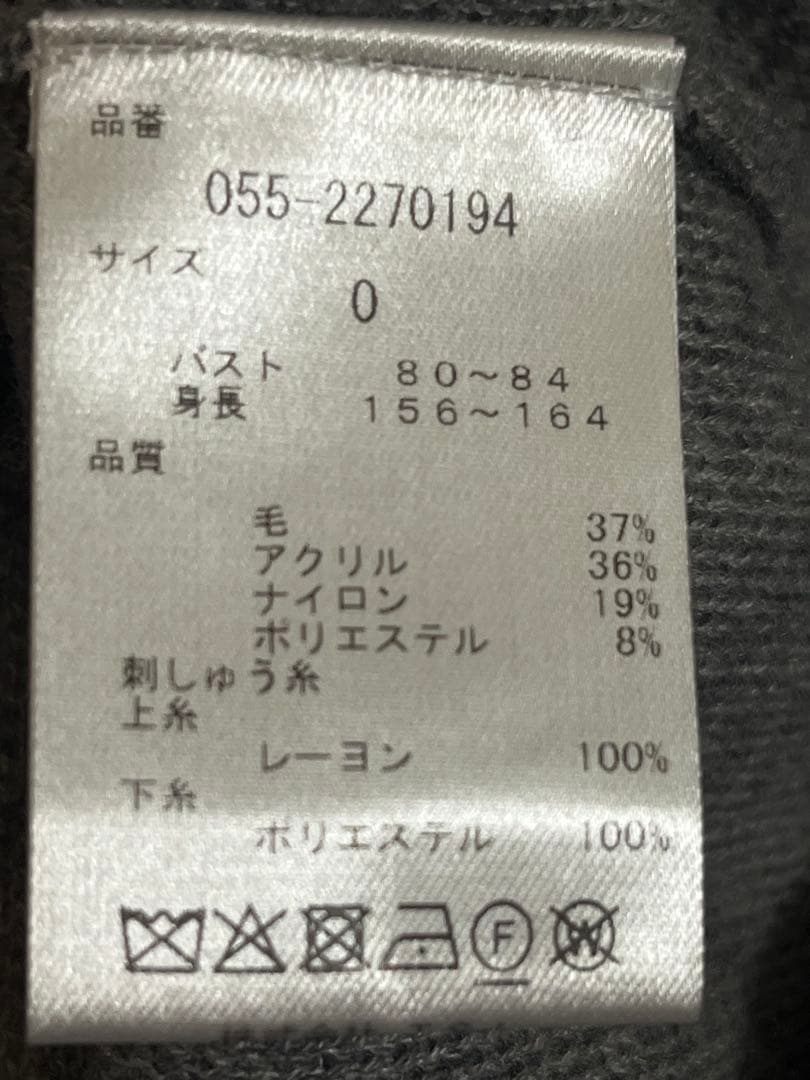 品番
055-2270194
サイズ
0
バスト 80~84
身長 156~164
品質
毛 37%
アクリル 36%
ナイロン 19%
ポリエステル 8%
刺しゅう糸
上糸
レーヨン 100%
下糸
ポリエステル 100%
F W